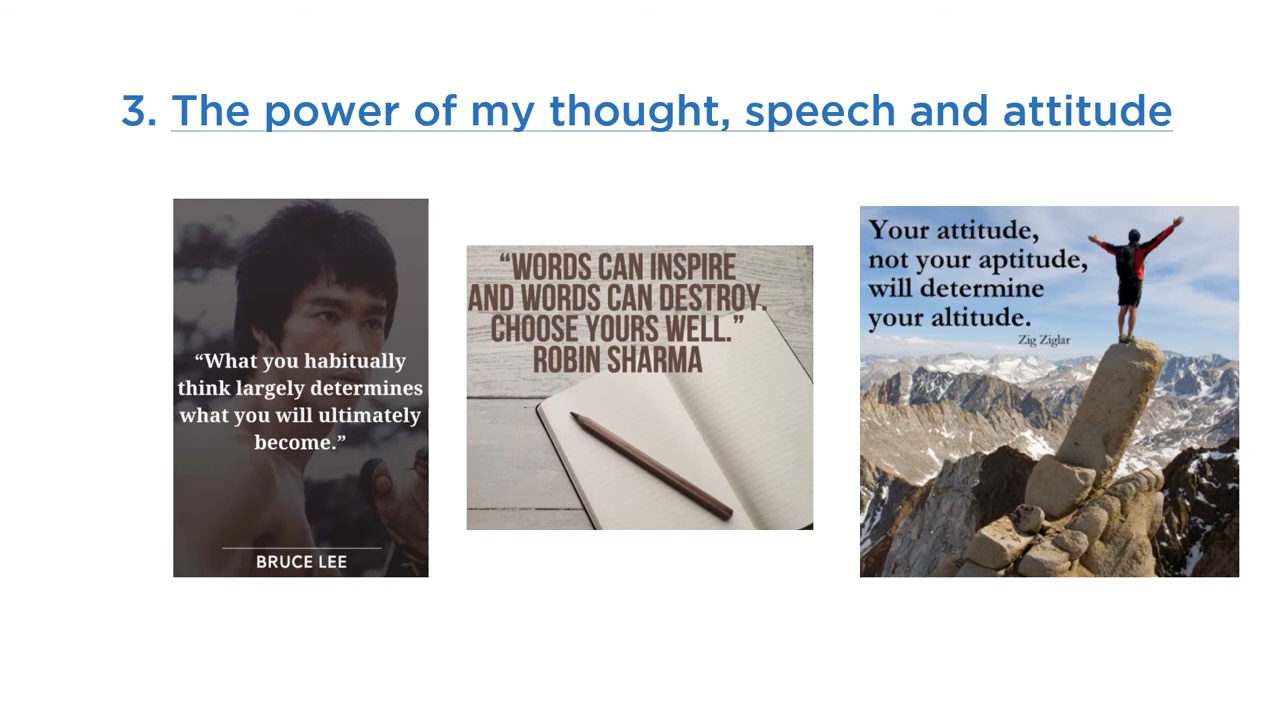 3. The power of my thought, speech and attitude
“What you habitually
think largely determines
what you will ultimately
become.”
BRUCE LEE
“WORDS CAN INSPIRE
AND WORDS CAN DESTROY.
CHOOSE YOURS WELL.”
ROBIN SHARMA
Your attitude,
not your aptitude,
will determine
your altitude.
Zig Ziglar